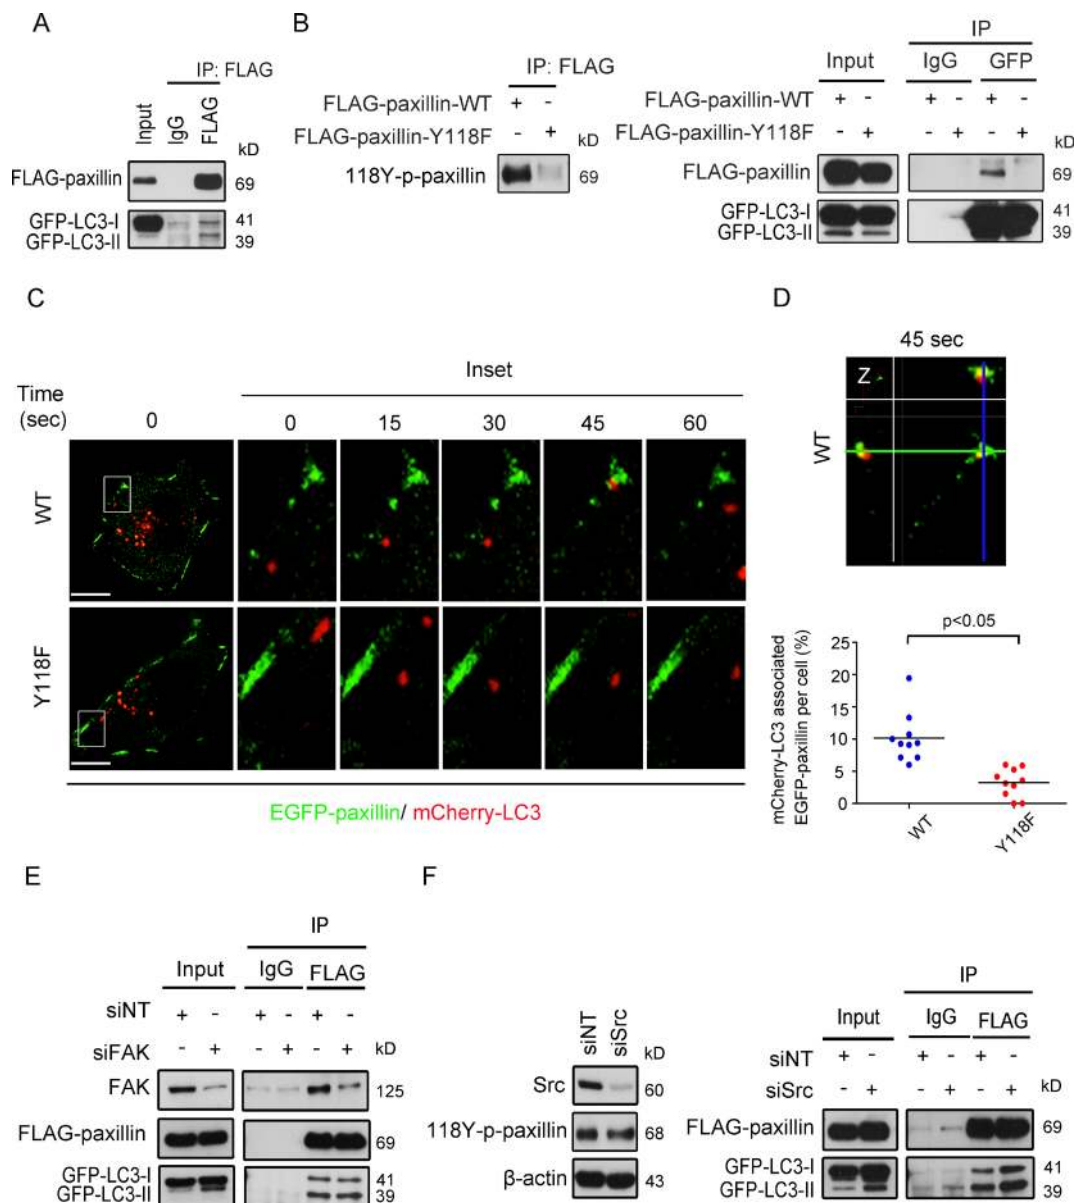 A
IP: FLAG
Input
IgG
FLAG
kD
FLAG-paxillin
69
GFP-LC3-I
41
GFP-LC3-II
39
B
IP: FLAG
FLAG-paxillin-WT
+ -
FLAG-paxillin-Y118F
- +
kD
118Y-p-paxillin
69
IP
Input
IgG
GFP
FLAG-paxillin-WT
+ - + - + -
FLAG-paxillin-Y118F
- + - + - +
kD
FLAG-paxillin
69
GFP-LC3-I
41
GFP-LC3-II
39
C
Inset
Time
(sec)
0 0 15 30 45 60
WT
Y118F
EGFP-paxillin/ mCherry-LC3
D
45 sec
Z
WT
p<0.05
mCherry-LC3 associated
EGFP-paxillin per cell (%)
25
20
15
10
5
0
WT
Y118F
E
IP
Input
IgG
FLAG
siNT
+ - + - + -
siFAK
- + - + - +
kD
FAK
125
FLAG-paxillin
69
GFP-LC3-I
41
GFP-LC3-II
39
F
siNT
siSrc
kD
Src
60
118Y-p-paxillin
68
β-actin
43
IP
Input
IgG
FLAG
siNT
+ - + - + -
siSrc
- + - + - +
kD
FLAG-paxillin
69
GFP-LC3-I
41
GFP-LC3-II
39